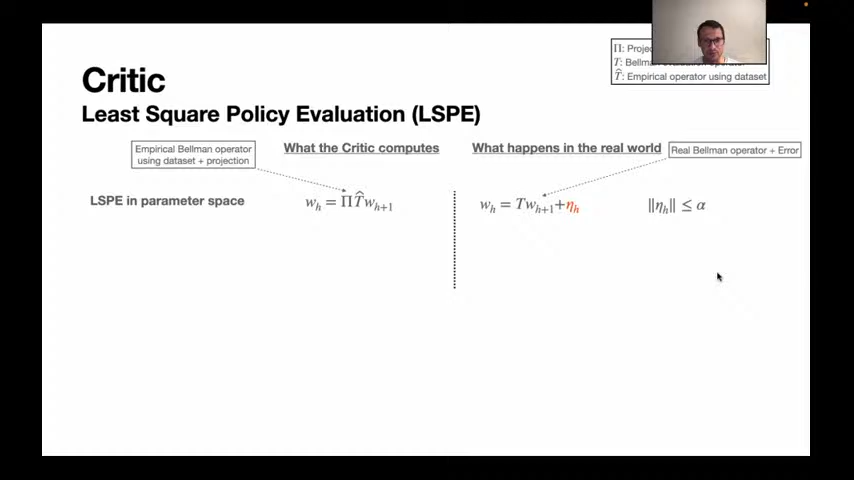 Π: Projec
T: Bellman
T̂: Empirical operator using dataset
Critic
Least Square Policy Evaluation (LSPE)
Empirical Bellman operator
using dataset + projection
What the Critic computes
What happens in the real world
Real Bellman operator + Error
LSPE in parameter space
w_h = ΠT̂w_{h+1}
w_h = Tw_{h+1}+η_h
‖η_h‖ ≤ α